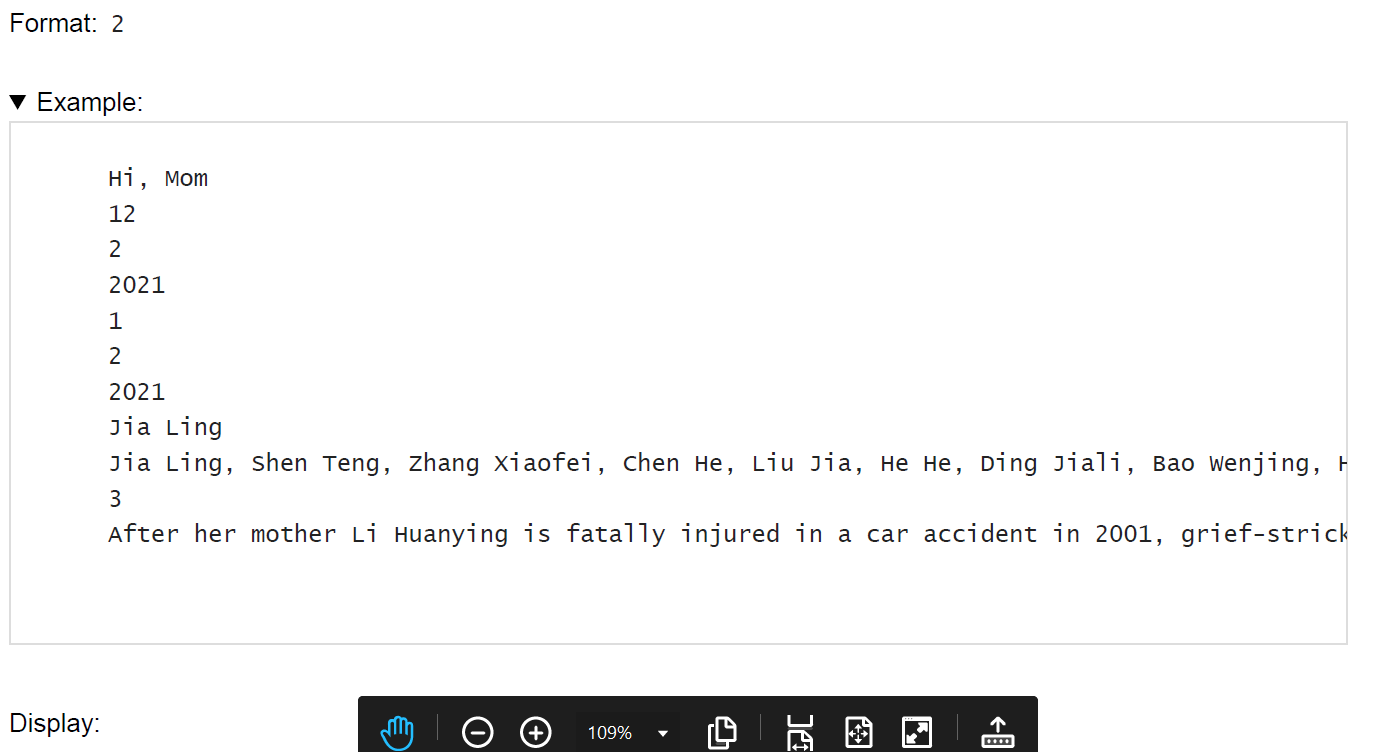 Format: 2
Example:
Hi, Mom
12
2
2021
1
2
2021
Jia Ling
Jia Ling, Shen Teng, Zhang Xiaofei, Chen He, Liu Jia, He He, Ding Jiali, Bao Wenjing,
3
After her mother Li Huanying is fatally injured in a car accident in 2001,
Display:
109%